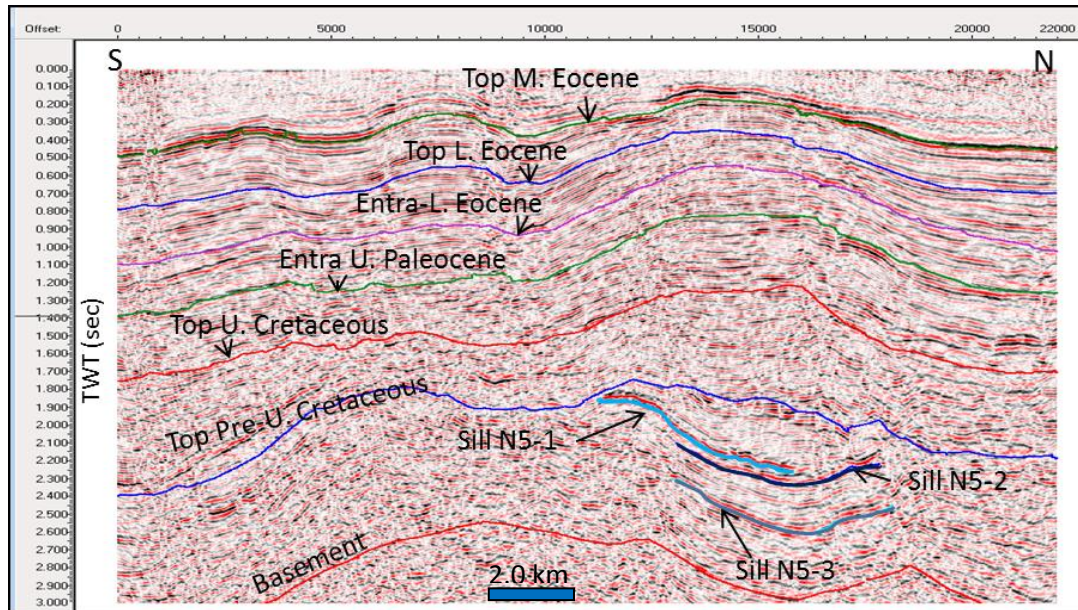 Offset: 0 5000 10000 15000 20000 22000
S N
0.000
0.100
0.200
0.300
0.400
0.500
0.600
0.700
0.800
0.900
1.000
1.100
1.200
1.300
1.400
1.500
1.600
1.700
1.800
1.900
2.000
2.100
2.200
2.300
2.400
2.500
2.600
2.700
2.800
2.900
3.000
TWT (sec)
Top M. Eocene
Top L. Eocene
Entra-L. Eocene
Entra U. Paleocene
Top U. Cretaceous
Top Pre-U. Cretaceous
Sill N5-1
Sill N5-2
Sill N5-3
Basement
2.0 km